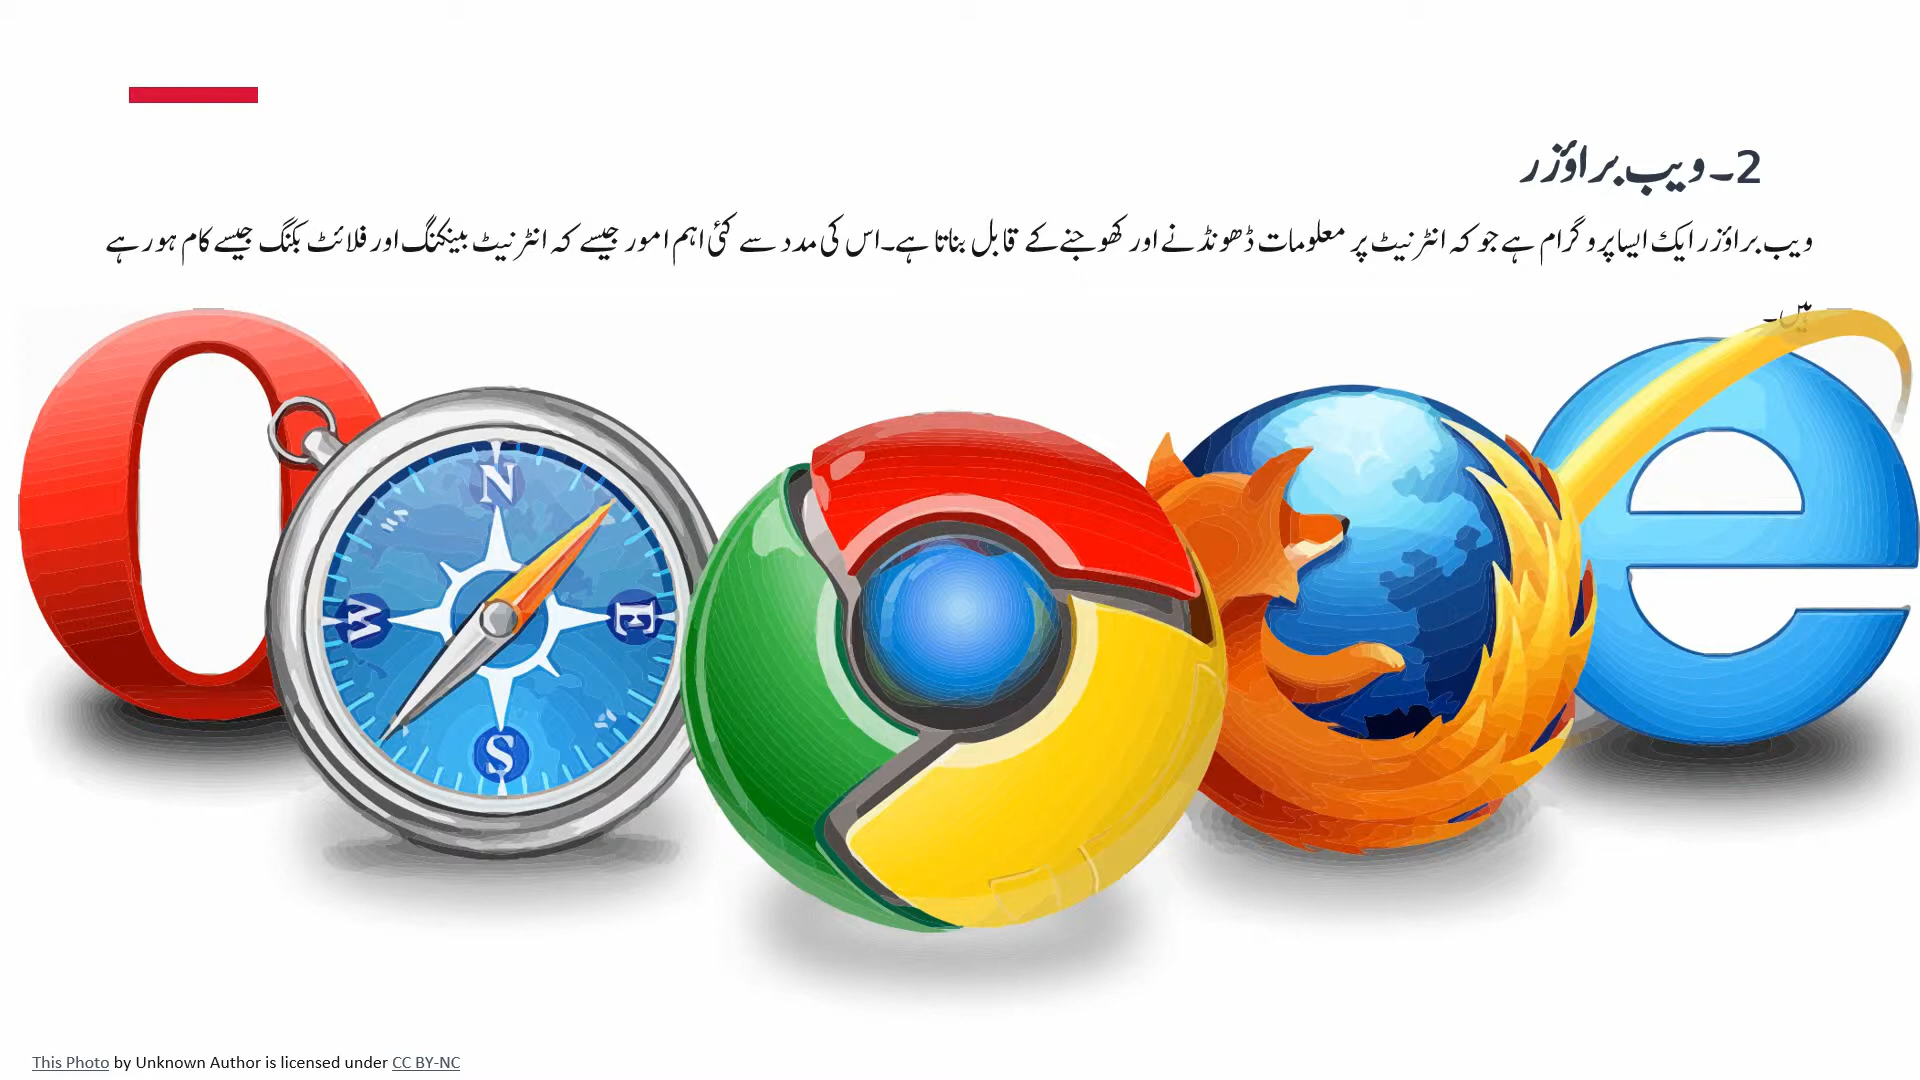 2۔ویب براؤزر
ویب براؤزر ایک ایسا پروگرام ہے جو کہ انٹرنیٹ پر معلومات ڈھونڈنے اور کھوجنے کے قابل بناتا ہے۔اس کی مدد سے کئی اہم امور جیسے کہ انٹرنیٹ بینکنگ اور فلائٹ بکنگ جیسے کام ہو رہے
ہیں۔
N
W
E
S
This Photo by Unknown Author is licensed under CC BY-NC